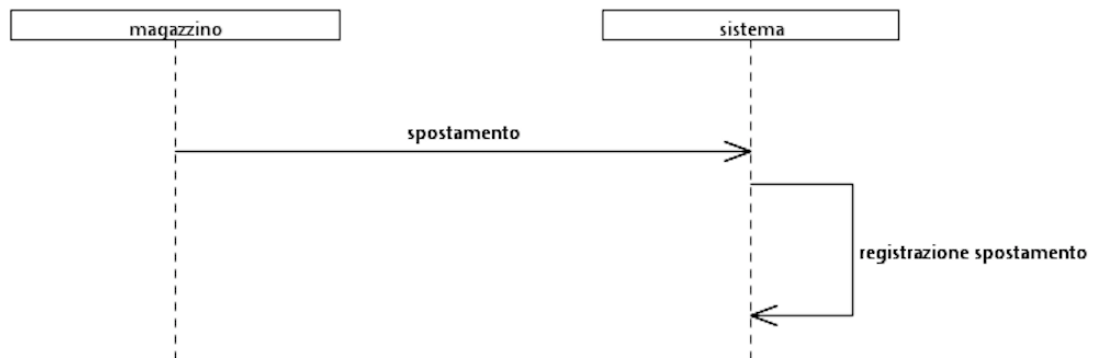 magazzino
sistema
spostamento
registrazione spostamento